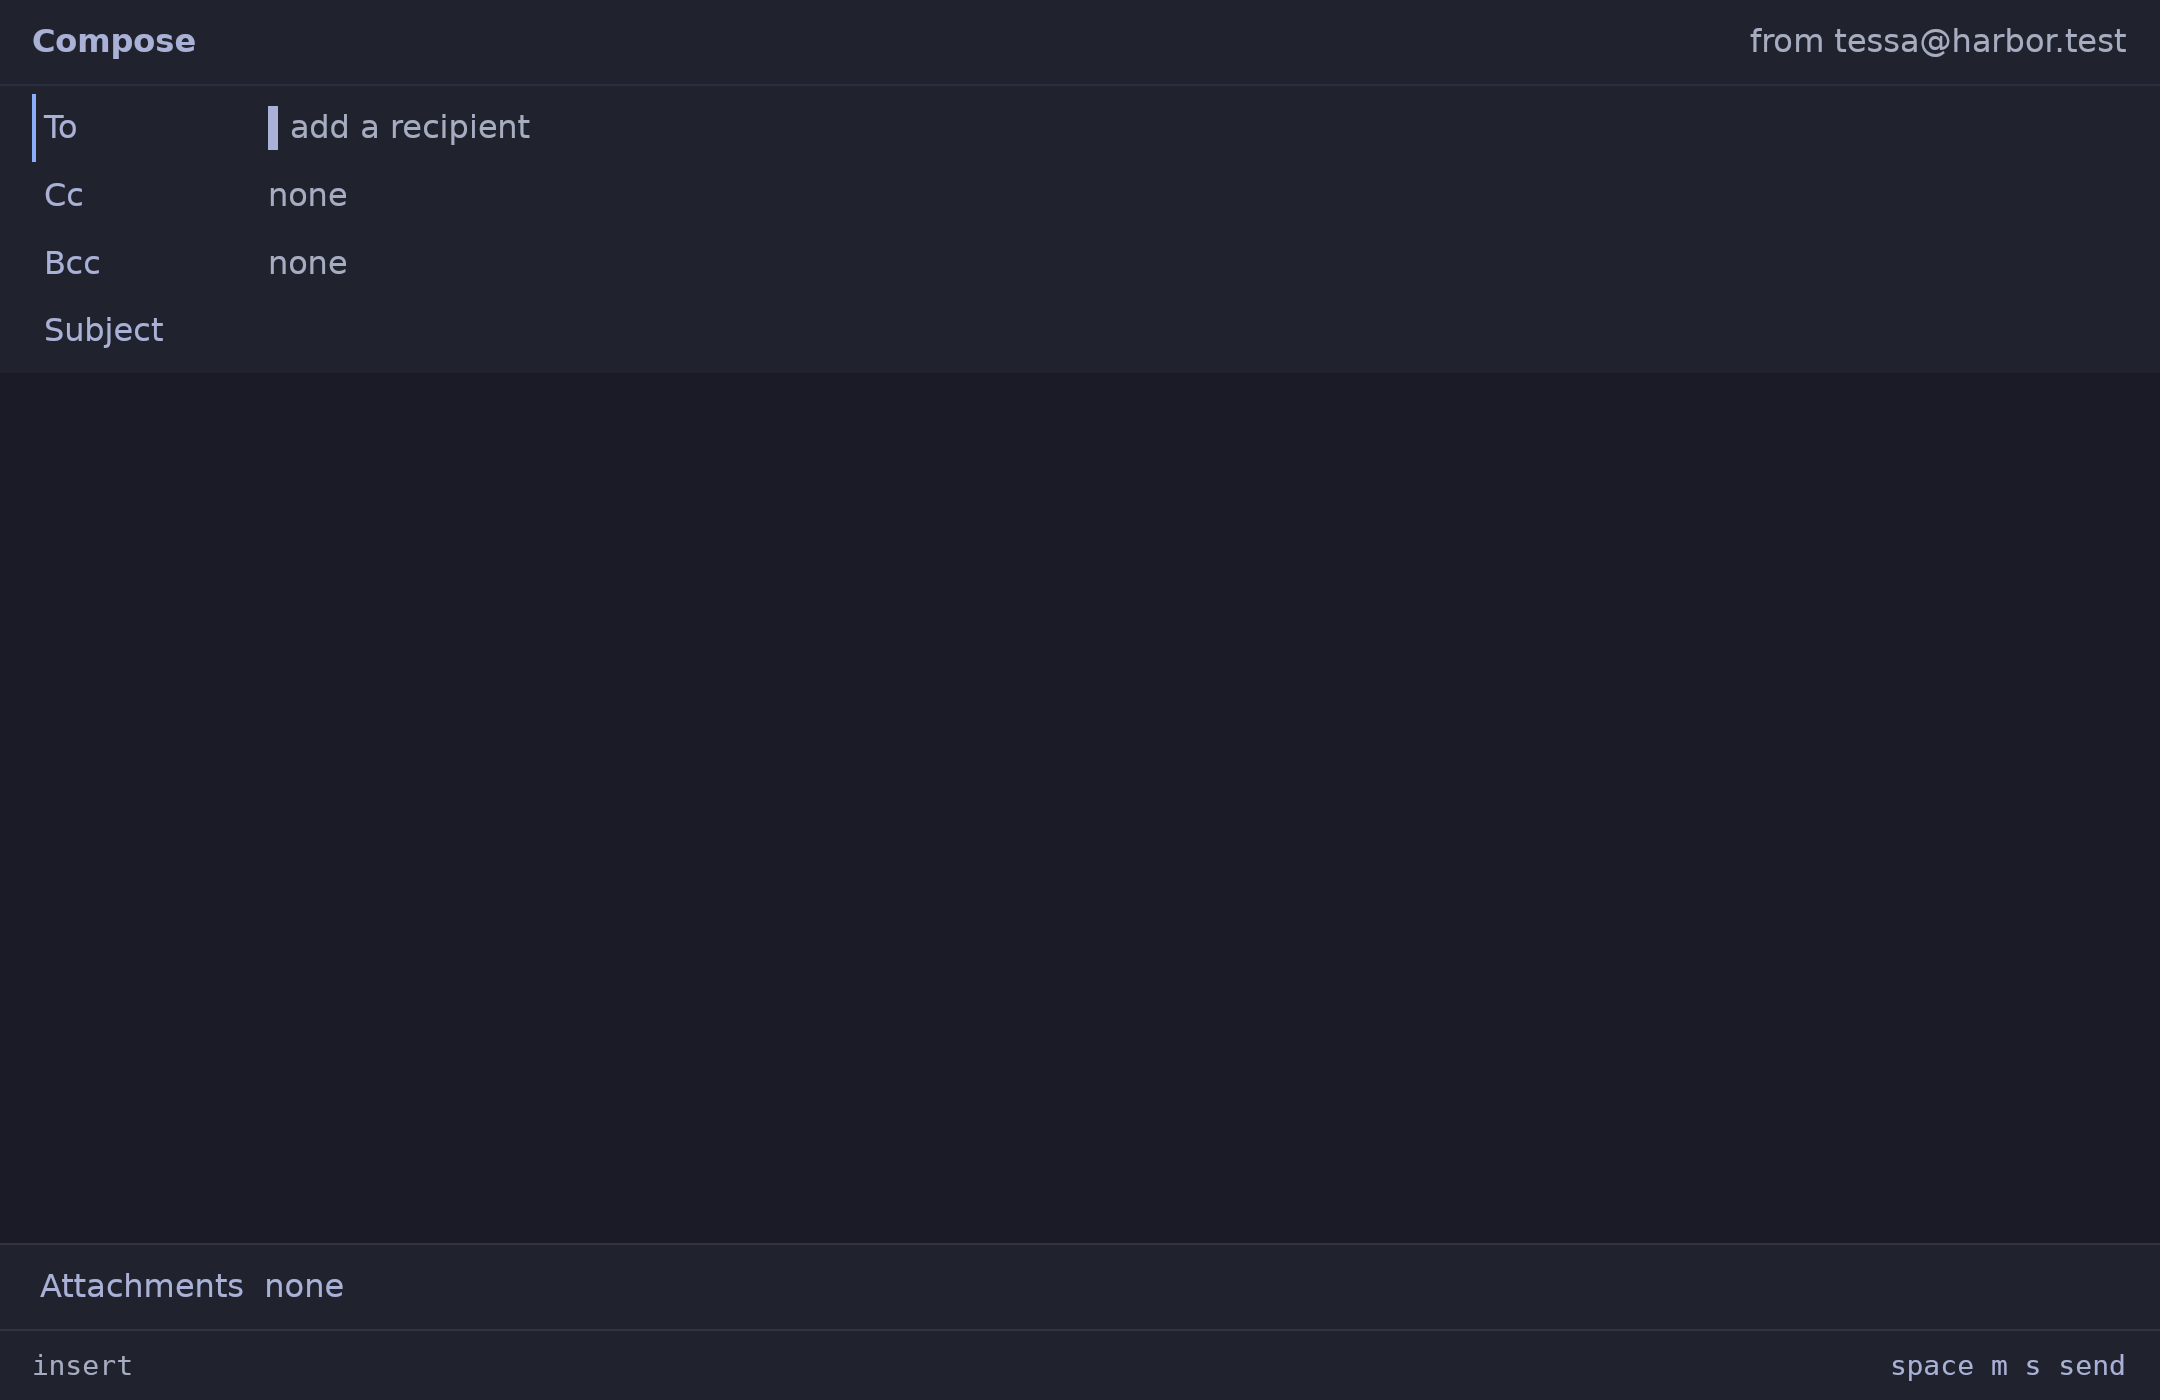 Compose from tessa@harbor.test
To add a recipient
Cc none
Bcc none
Subject
Attachments none
insert space m s send